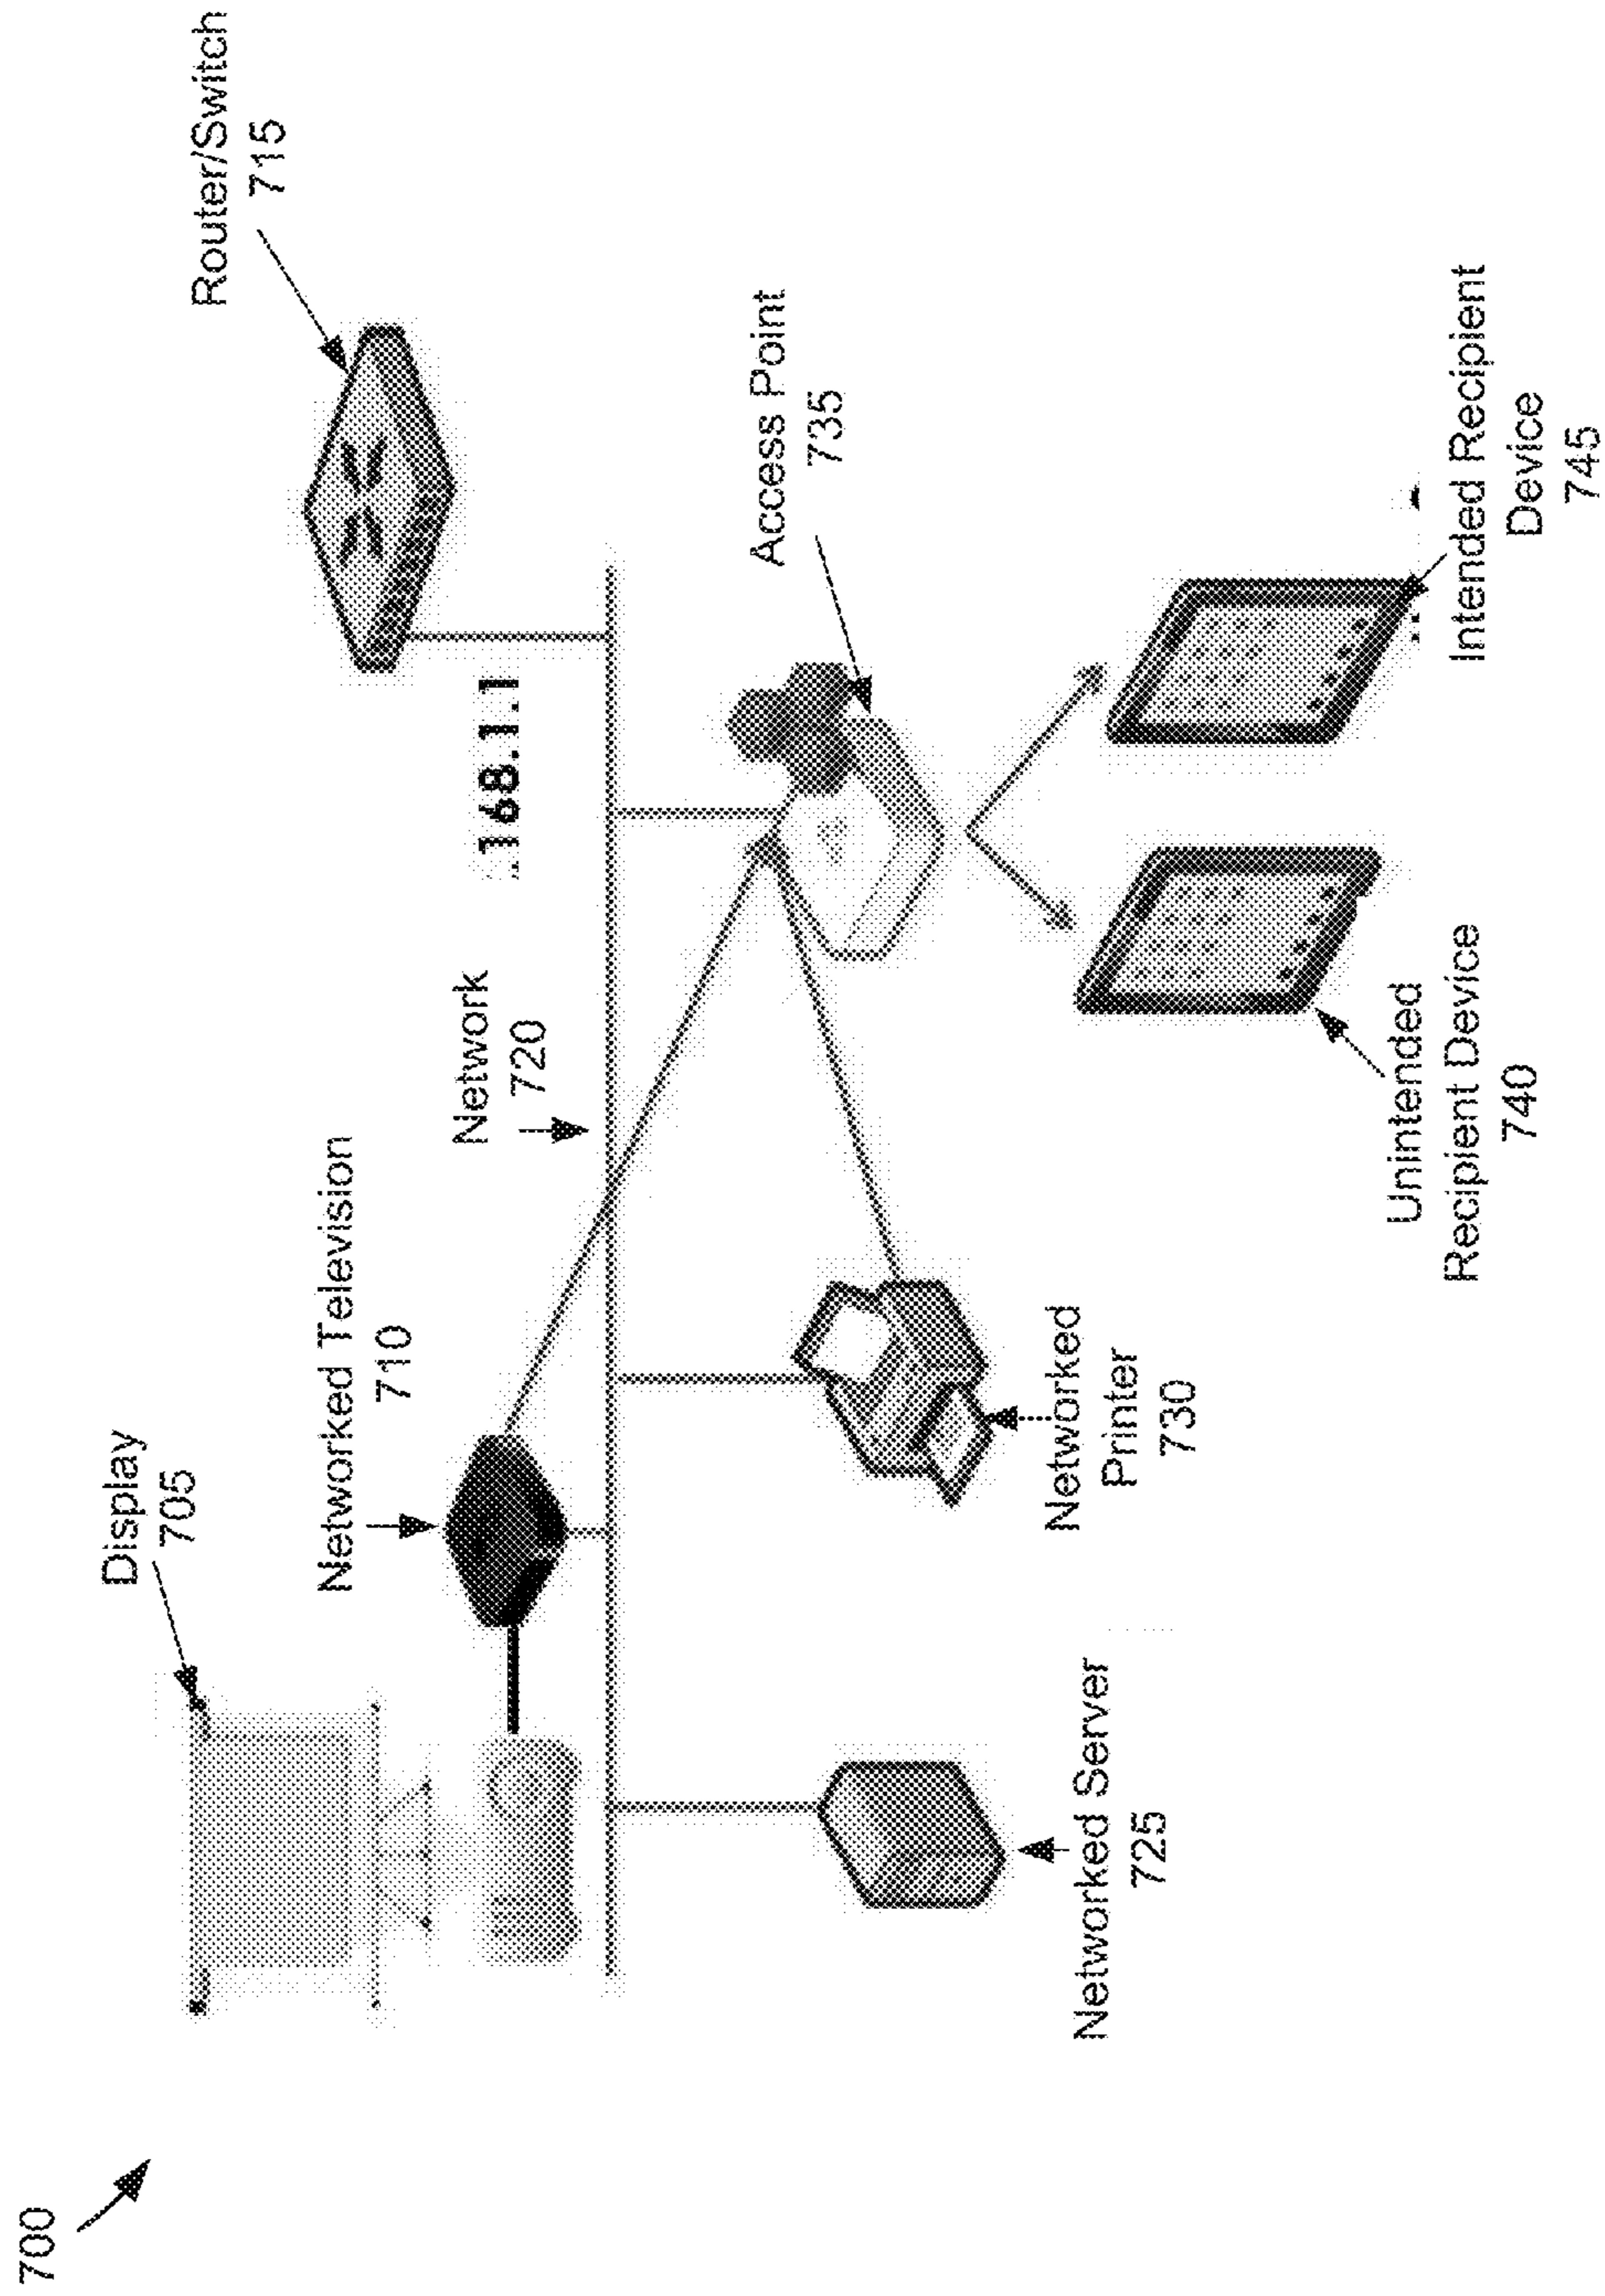 700
Display
705
Networked Television
710
Network
720
.168.1.1
Router/Switch
715
Access Point
735
Networked Server
725
Networked
Printer
730
Unintended
Recipient Device
740
Intended Recipient
Device
745